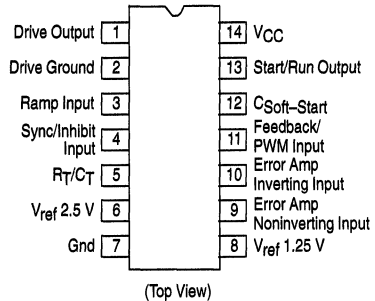 Drive Output 1
Drive Ground 2
Ramp Input 3
Sync/Inhibit
Input 4
RT/CT 5
Vref 2.5 V 6
Gnd 7
14 VCC
13 Start/Run Output
12 CSoft–Start
11 Feedback/
PWM Input
10 Error Amp
Inverting Input
9 Error Amp
Noninverting Input
8 Vref 1.25 V
(Top View)